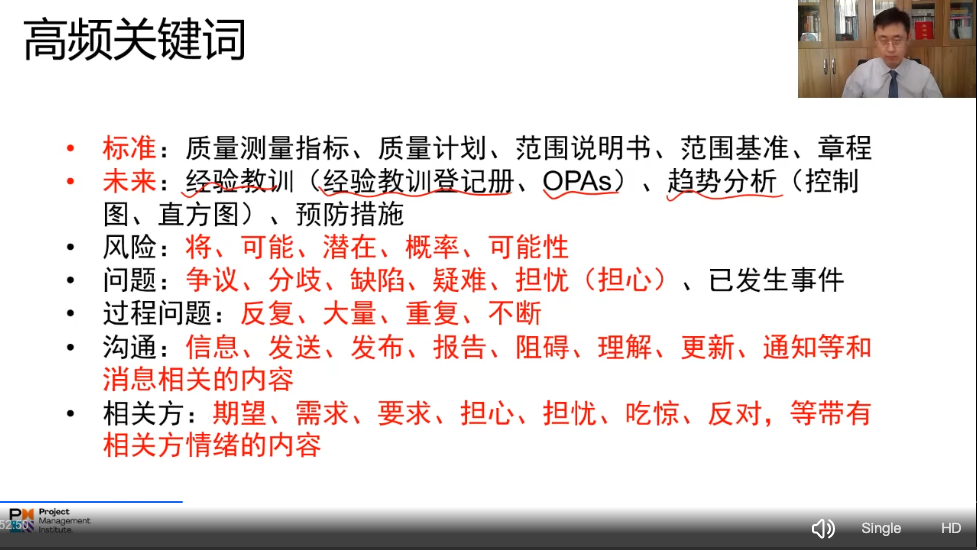 高频关键词
• 标准：质量测量指标、质量计划、范围说明书、范围基准、章程
• 未来：经验教训（经验教训登记册、OPAs）、趋势分析（控制
图、直方图）、预防措施
• 风险：将、可能、潜在、概率、可能性
• 问题：争议、分歧、缺陷、疑难、担忧（担心）、已发生事件
• 过程问题：反复、大量、重复、不断
• 沟通：信息、发送、发布、报告、阻碍、理解、更新、通知等和
消息相关的内容
• 相关方：期望、需求、要求、担心、担忧、吃惊、反对，等带有
相关方情绪的内容
Project
Management
Institute.
Single
HD